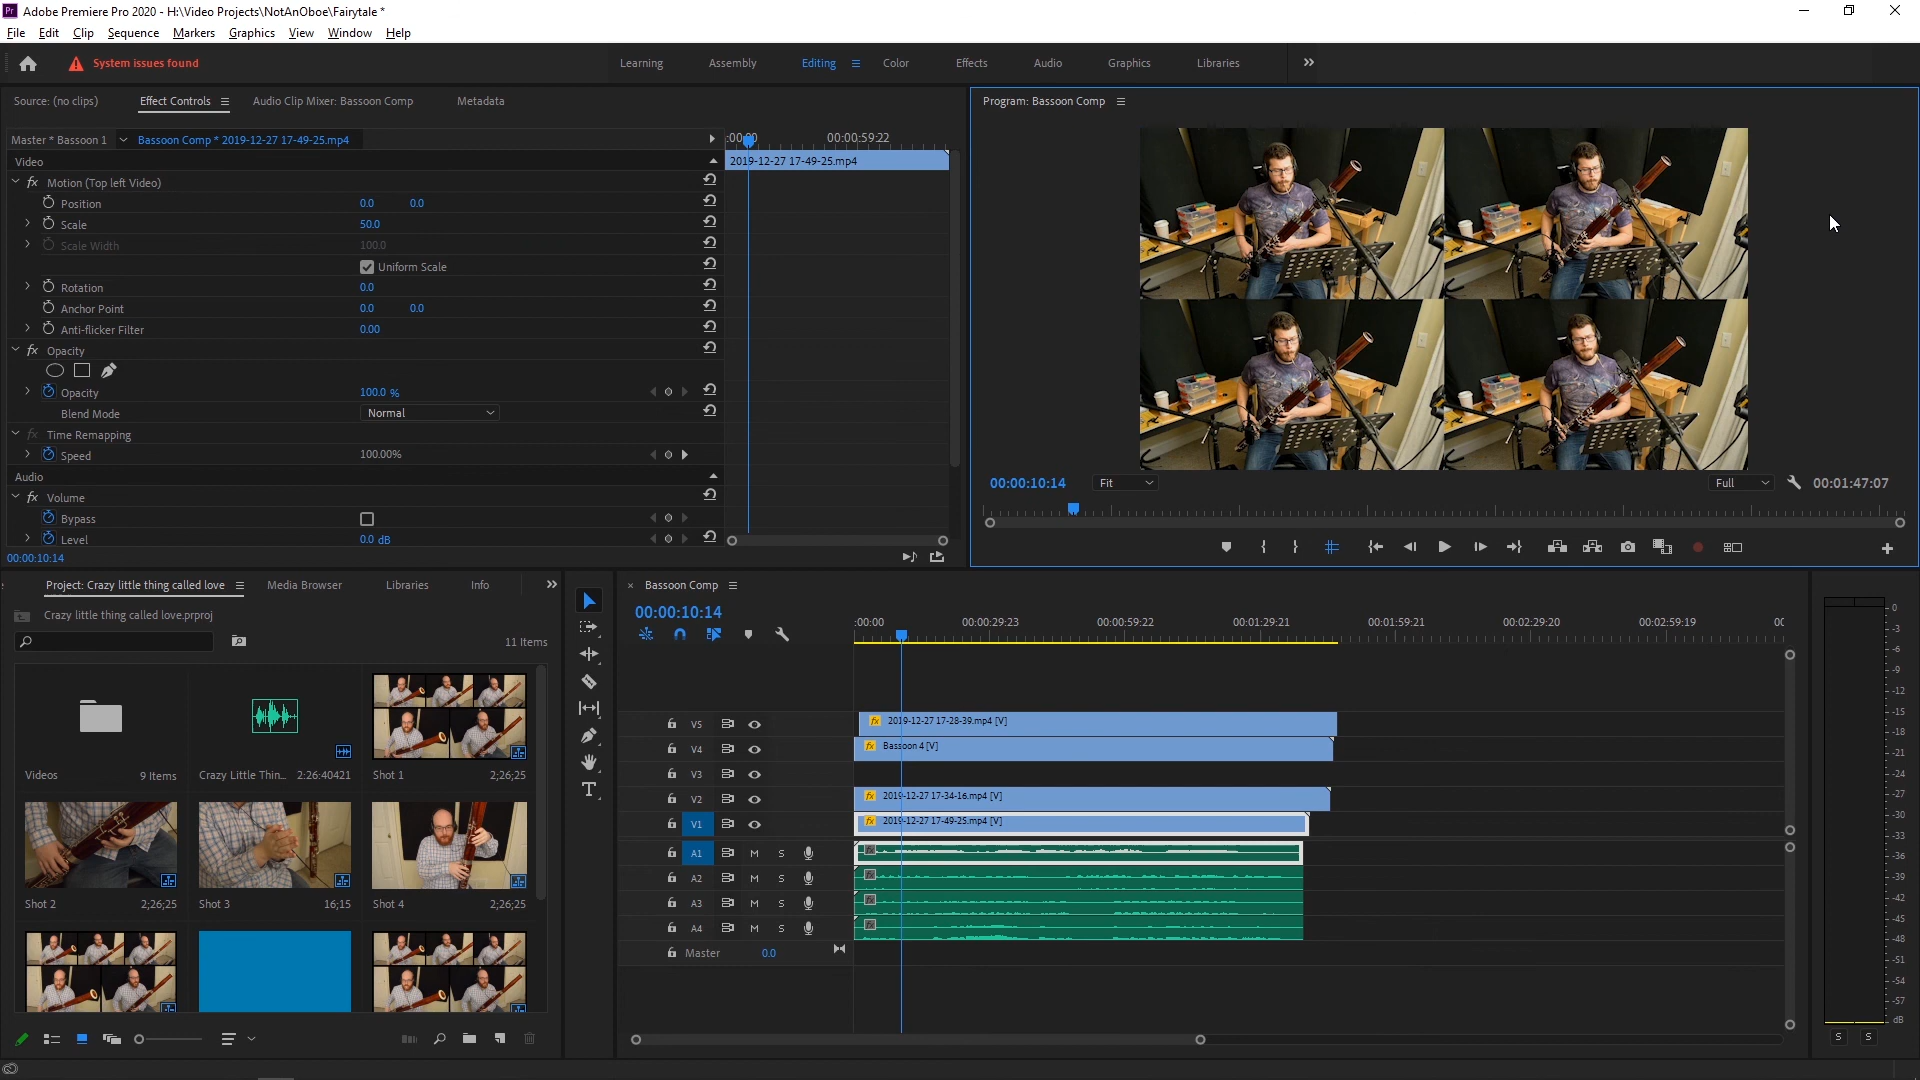 Adobe Premiere Pro 2020 - H:\Video Projects\NotAnOboe\Fairytale *
File Edit Clip Sequence Markers Graphics View Window Help
System issues found
Learning Assembly Editing Color Effects Audio Graphics Libraries
Source: (no clips) Effect Controls Audio Clip Mixer: Bassoon Comp Metadata
Program: Bassoon Comp
Master * Bassoon 1 Bassoon Comp * 2019-12-27 17-49-25.mp4
:00:00 00:00:59:22
Video
2019-12-27 17-49-25.mp4
fx Motion (Top left Video)
Position 0.0 0.0
Scale 50.0
Scale Width 100.0
Uniform Scale
Rotation 0.0
Anchor Point 0.0 0.0
Anti-flicker Filter 0.00
fx Opacity
Opacity 100.0 %
Blend Mode Normal
fx Time Remapping
Speed 100.00%
Audio
fx Volume
Bypass
Level 0.0 dB
00:00:10:14
00:00:10:14 Fit Full 00:01:47:07
Project: Crazy little thing called love Media Browser Libraries Info
Crazy little thing called love.prproj
11 Items
Videos 9 Items
Crazy Little Thin... 2:26:40421
Shot 1 2;26;25
Shot 2 2;26;25
Shot 3 16;15
Shot 4 2;26;25
× Bassoon Comp
00:00:10:14
:00:00 00:00:29:23 00:00:59:22 00:01:29:21 00:01:59:21 00:02:29:20 00:02:59:19 00
V5 fx 2019-12-27 17-28-39.mp4 [V]
V4 fx Bassoon 4 [V]
V3
V2 fx 2019-12-27 17-34-16.mp4 [V]
V1 fx 2019-12-27 17-49-25.mp4 [V]
A1 M S
A2 M S
A3 M S
A4 M S
Master 0.0
0
-3
-6
-9
-12
-15
-18
-21
-24
-27
-30
-33
-36
-39
-42
-45
-48
-51
-54
-57
dB
S S